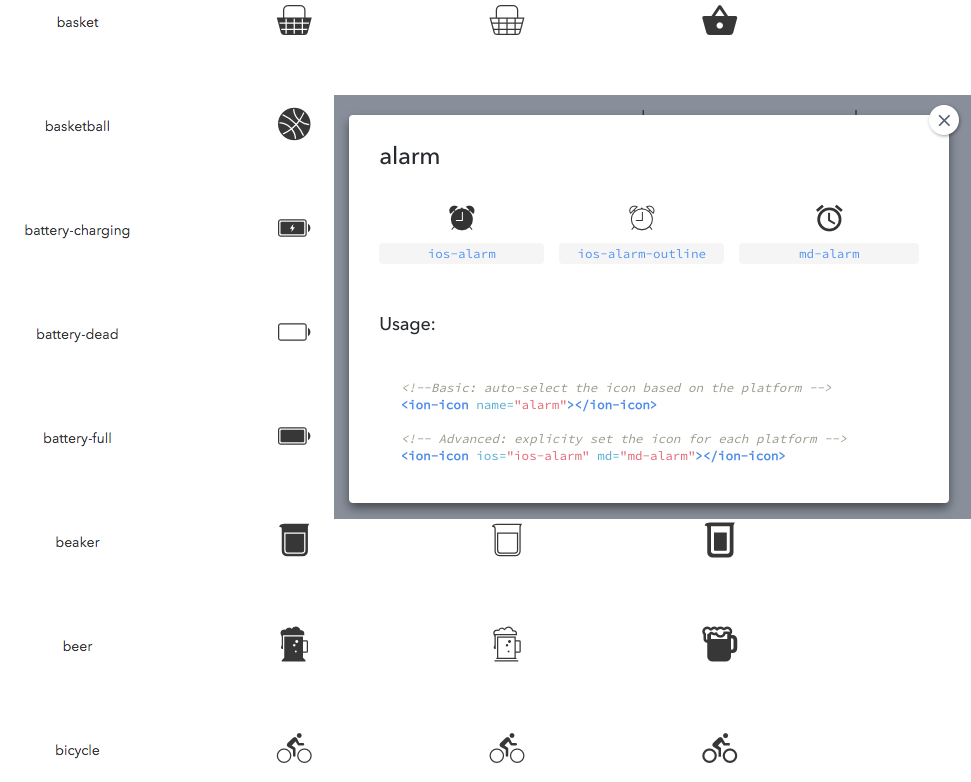 basket
basketball
battery-charging
battery-dead
battery-full
beaker
beer
bicycle
alarm
ios-alarm
ios-alarm-outline
md-alarm
Usage:
<!--Basic: auto-select the icon based on the platform -->
<ion-icon name="alarm"></ion-icon>
<!-- Advanced: explicity set the icon for each platform -->
<ion-icon ios="ios-alarm" md="md-alarm"></ion-icon>